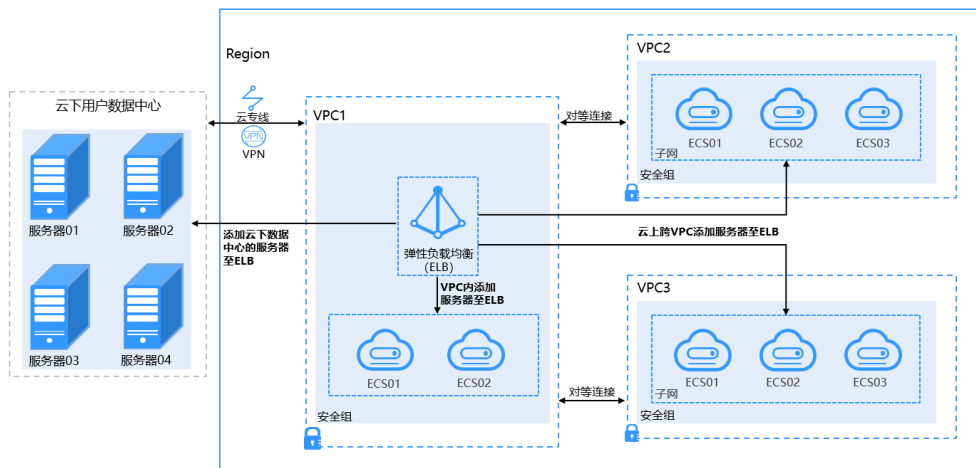 Region
云下用户数据中心
服务器01
服务器02
服务器03
服务器04
云专线
VPN
VPN
添加云下数据
中心的服务器
至ELB
VPC1
弹性负载均衡
(ELB)
VPC内添加
服务器至ELB
ECS01
ECS02
安全组
对等连接
云上跨VPC添加服务器至ELB
对等连接
VPC2
ECS01
ECS02
ECS03
子网
安全组
VPC3
ECS01
ECS02
ECS03
子网
安全组